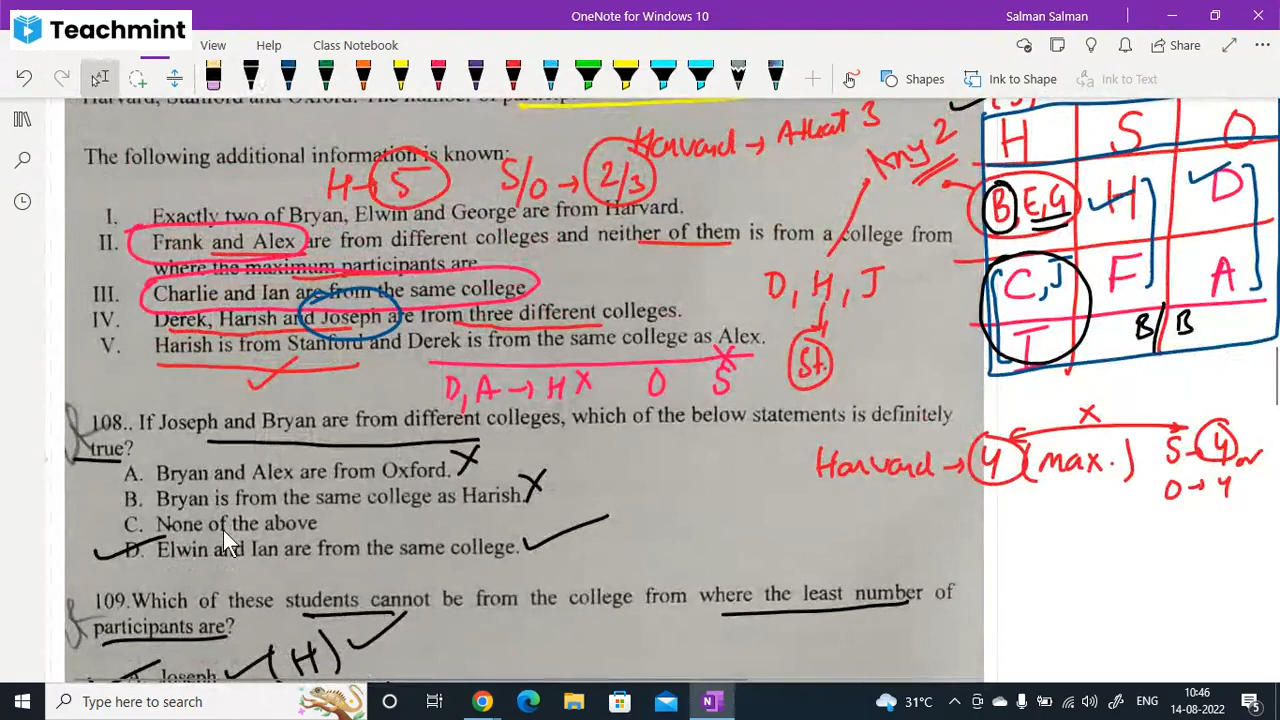 OneNote for Windows 10
Salman Salman
Teachmint
View
Help
Class Notebook
Share
Shapes
Ink to Shape
Ink to Text
Harvard, Stanford and Oxford. The number of
The following additional information is known:
H→5
S/O → 2/3
Harvard → Atleast 3
Any 2
I. Exactly two of Bryan, Elwin and George are from Harvard.
II. Frank and Alex are from different colleges and neither of them is from a college from
where the maximum participants are
III. Charlie and Ian are from the same college
IV. Derek, Harish and Joseph are from three different colleges.
V. Harish is from Stanford and Derek is from the same college as Alex.
D, H, J
St.
D, A → H X O S
H S O
B E, G H D
C, J F A
I B / B
108.. If Joseph and Bryan are from different colleges, which of the below statements is definitely
true?
A. Bryan and Alex are from Oxford. X
B. Bryan is from the same college as Harish. X
C. None of the above
D. Elwin and Ian are from the same college.
Harvard → 4 (max.) X S → 4 or
O → 4
109.Which of these students cannot be from the college from where the least number of
participants are?
A. Joseph (H)
Type here to search
31°C
ENG
10:46
14-08-2022
5